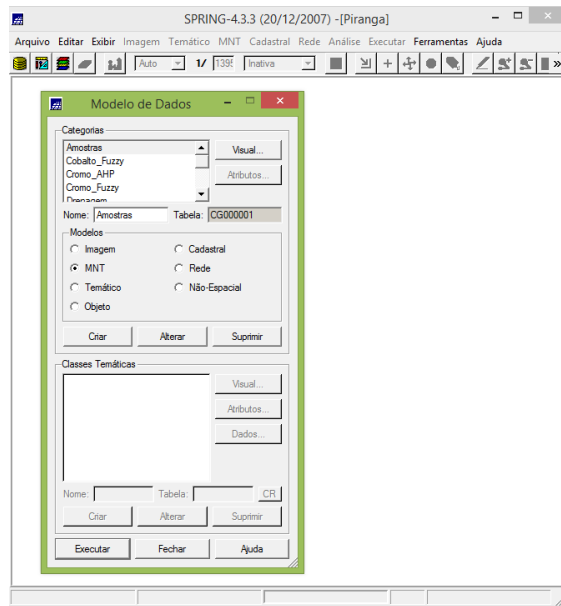 SPRING-4.3.3 (20/12/2007) -[Piranga]
Arquivo Editar Exibir Imagem Temático MNT Cadastral Rede Análise Executar Ferramentas Ajuda
Auto 1/ 1395 Inativa
Modelo de Dados
Categorias
Amostras
Cobalto_Fuzzy
Cromo_AHP
Cromo_Fuzzy
Drenagem
Visual...
Atributos...
Nome: Amostras Tabela: CG000001
Modelos
Imagem Cadastral
MNT Rede
Temático Não-Espacial
Objeto
Criar Alterar Suprimir
Classes Temáticas
Visual...
Atributos...
Dados...
Nome: Tabela: CR
Criar Alterar Suprimir
Executar Fechar Ajuda